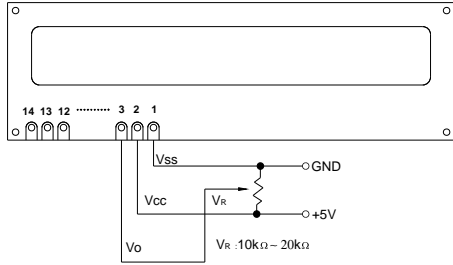 14 13 12 .......... 3 2 1
Vss
GND
Vcc
VR
+5V
Vo
VR :10kΩ~20kΩ